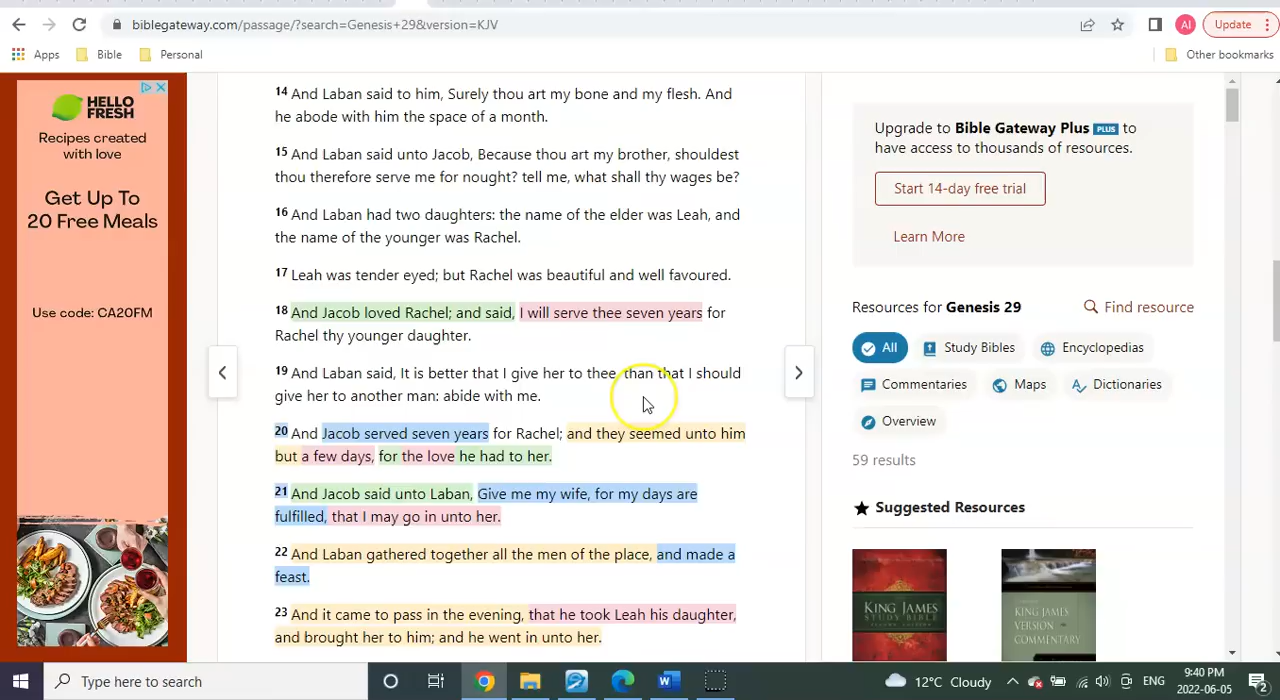 biblegateway.com/passage/?search=Genesis+29&version=KJV
AI
Update
Apps
Bible
Personal
Other bookmarks
HELLO
FRESH
Recipes created
with love
Get Up To
20 Free Meals
Use code: CA20FM
14 And Laban said to him, Surely thou art my bone and my flesh. And
he abode with him the space of a month.
15 And Laban said unto Jacob, Because thou art my brother, shouldest
thou therefore serve me for nought? tell me, what shall thy wages be?
16 And Laban had two daughters: the name of the elder was Leah, and
the name of the younger was Rachel.
17 Leah was tender eyed; but Rachel was beautiful and well favoured.
18 And Jacob loved Rachel; and said, I will serve thee seven years for
Rachel thy younger daughter.
19 And Laban said, It is better that I give her to thee, than that I should
give her to another man: abide with me.
20 And Jacob served seven years for Rachel; and they seemed unto him
but a few days, for the love he had to her.
21 And Jacob said unto Laban, Give me my wife, for my days are
fulfilled, that I may go in unto her.
22 And Laban gathered together all the men of the place, and made a
feast.
23 And it came to pass in the evening, that he took Leah his daughter,
and brought her to him; and he went in unto her.
Upgrade to Bible Gateway Plus PLUS to
have access to thousands of resources.
Start 14-day free trial
Learn More
Resources for Genesis 29
Find resource
All
Study Bibles
Encyclopedias
Commentaries
Maps
Dictionaries
Overview
59 results
Suggested Resources
KING JAMES
STUDY BIBLE
KING JAMES
VERSION
COMMENTARY
Type here to search
12°C Cloudy
ENG
9:40 PM
2022-06-05
2